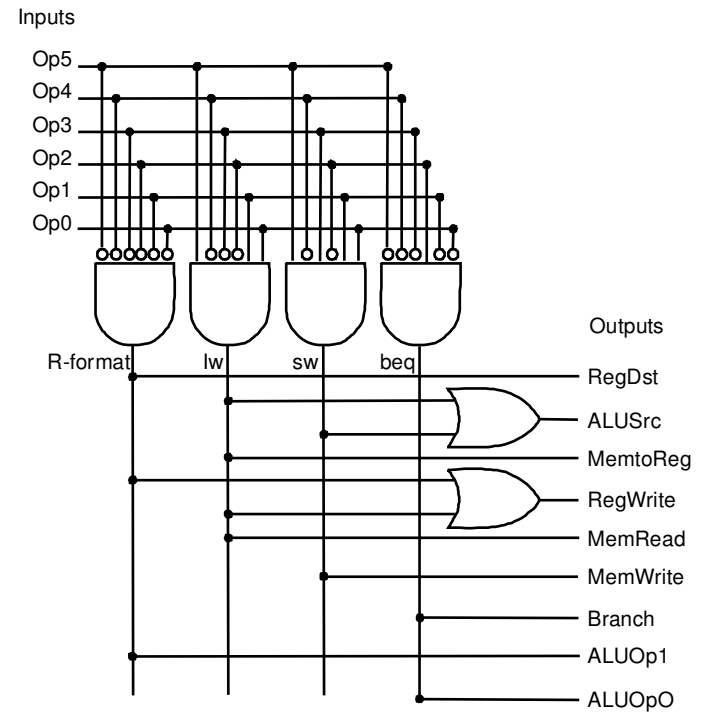 Inputs
Op5
Op4
Op3
Op2
Op1
Op0
R-format
lw
sw
beq
Outputs
RegDst
ALUSrc
MemtoReg
RegWrite
MemRead
MemWrite
Branch
ALUOp1
ALUOpO